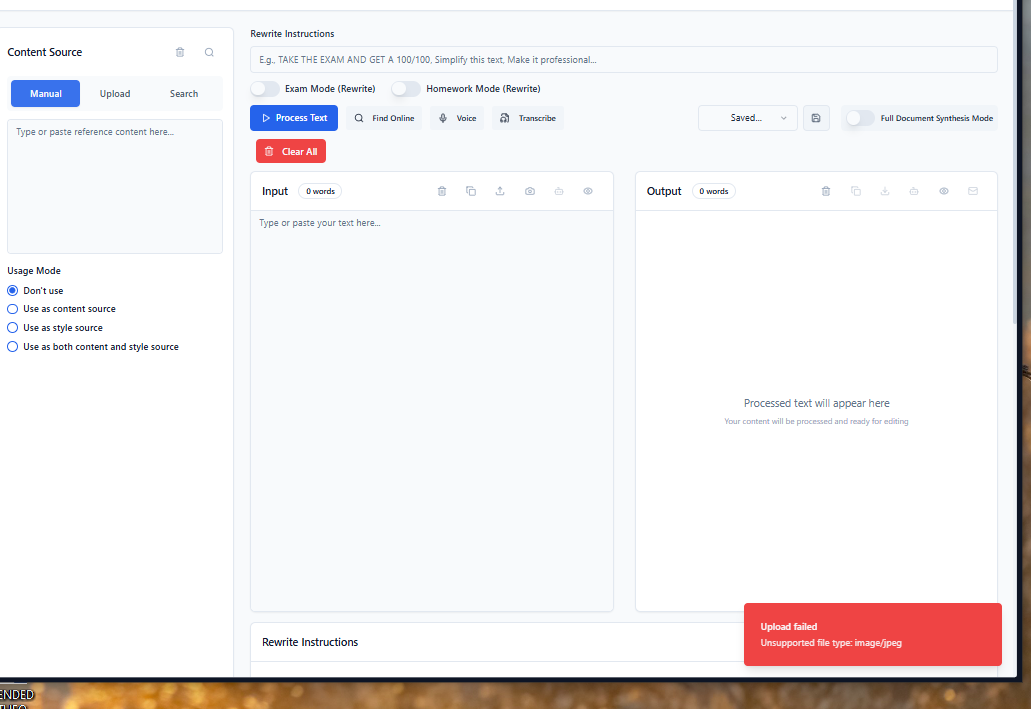 Content Source
Manual
Upload
Search
Type or paste reference content here...
Usage Mode
Don't use
Use as content source
Use as style source
Use as both content and style source
Rewrite Instructions
E.g., TAKE THE EXAM AND GET A 100/100, Simplify this text, Make it professional...
Exam Mode (Rewrite)
Homework Mode (Rewrite)
Process Text
Find Online
Voice
Transcribe
Saved...
Full Document Synthesis Mode
Clear All
Input
0 words
Type or paste your text here...
Output
0 words
Processed text will appear here
Your content will be processed and ready for editing
Rewrite Instructions
Upload failed
Unsupported file type: image/jpeg
ENDED